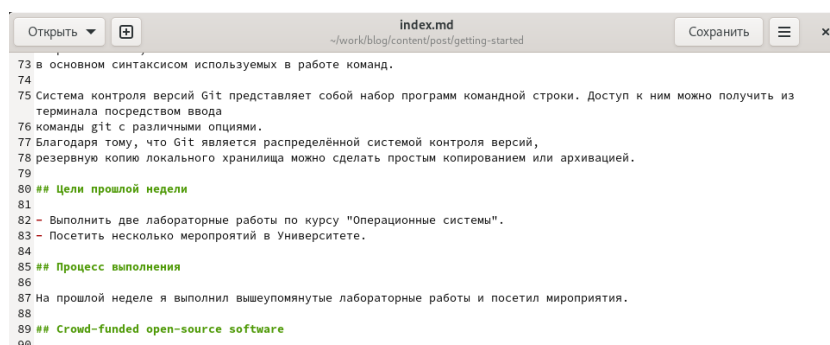 Открыть
index.md
~/work/blog/content/post/getting-started
Сохранить
73 в основном синтаксисом используемых в работе команд.
74
75 Система контроля версий Git представляет собой набор программ командной строки. Доступ к ним можно получить из
терминала посредством ввода
76 команды git с различными опциями.
77 Благодаря тому, что Git является распределённой системой контроля версий,
78 резервную копию локального хранилища можно сделать простым копированием или архивацией.
79
80 ## Цели прошлой недели
81
82 - Выполнить две лабораторные работы по курсу "Операционные системы".
83 - Посетить несколько меропроятий в Университете.
84
85 ## Процесс выполнения
86
87 На прошлой неделе я выполнил вышеупомянутые лабораторные работы и посетил мироприятия.
88
89 ## Crowd-funded open-source software
90